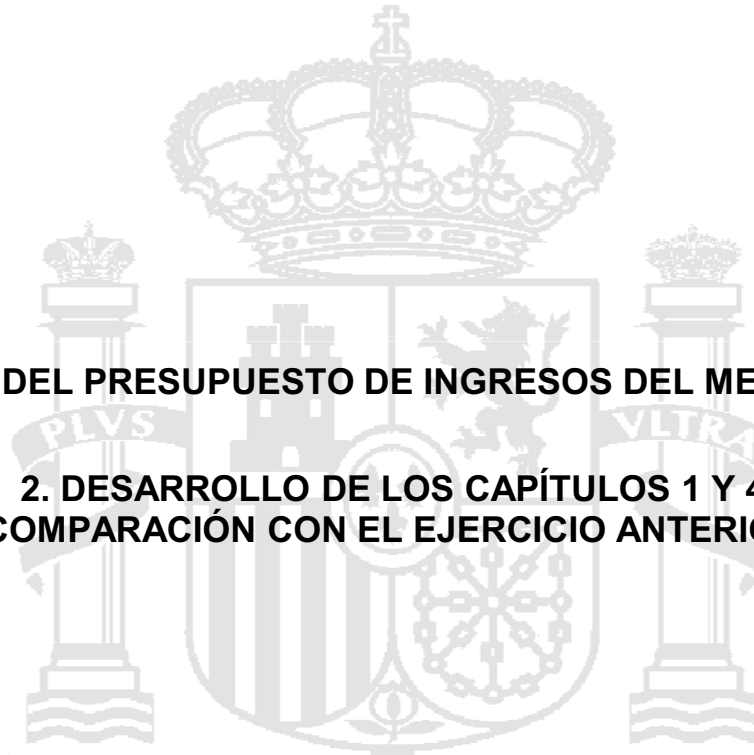 DEL PRESUPUESTO DE INGRESOS DEL ME
PLVS
VLTRA
2. DESARROLLO DE LOS CAPÍTULOS 1 Y 4
COMPARACIÓN CON EL EJERCICIO ANTERIO